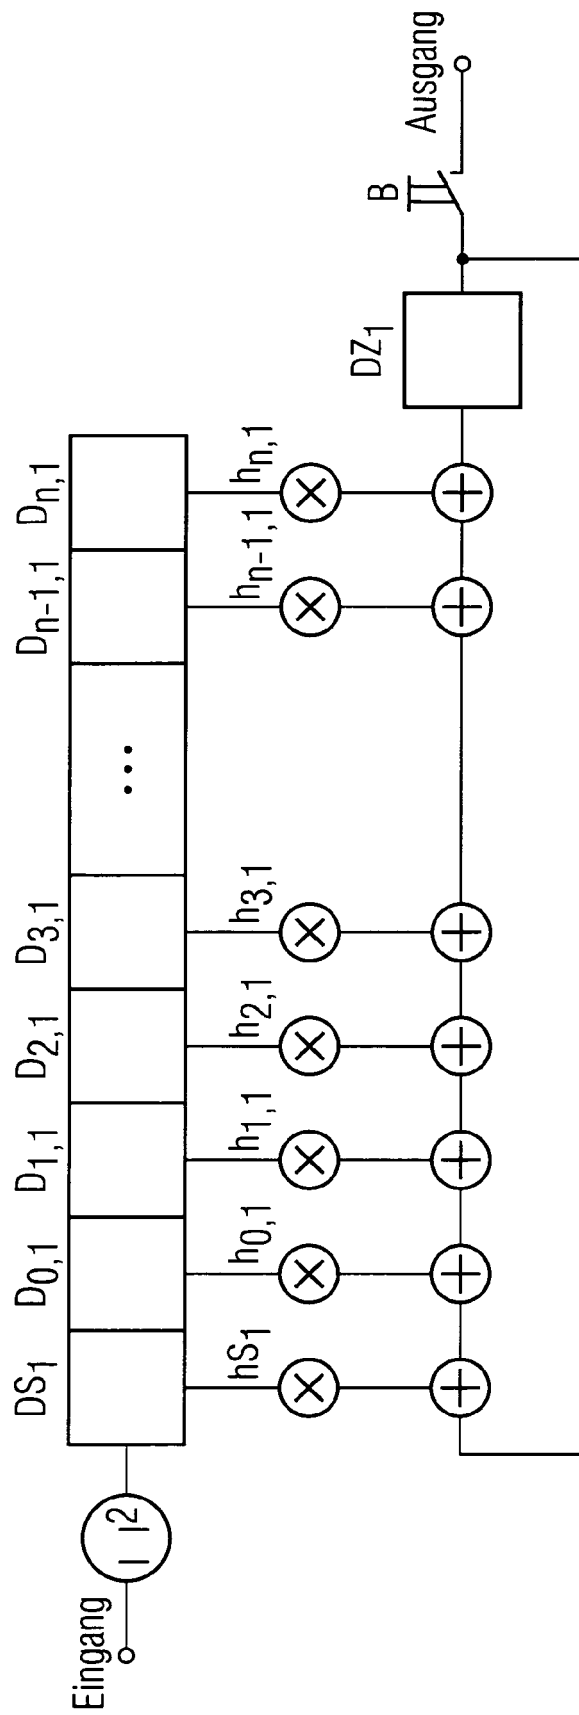 Eingang
| |²
DS₁ D₀,₁ D₁,₁ D₂,₁ D₃,₁ ... Dₙ₋₁,₁ Dₙ,₁
hS₁ h₀,₁ h₁,₁ h₂,₁ h₃,₁ hₙ₋₁,₁ hₙ,₁
DZ₁
B
Ausgang